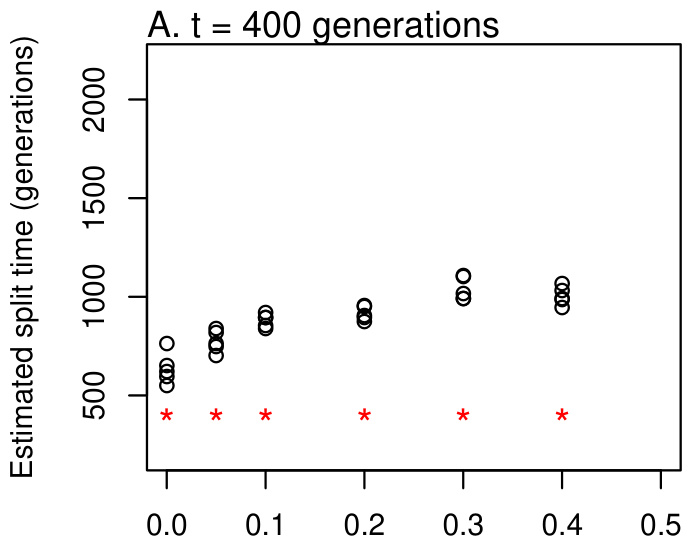 A. t = 400 generations
Estimated split time (generations)
2000
1500
1000
500
* * * * * *
0.0 0.1 0.2 0.3 0.4 0.5